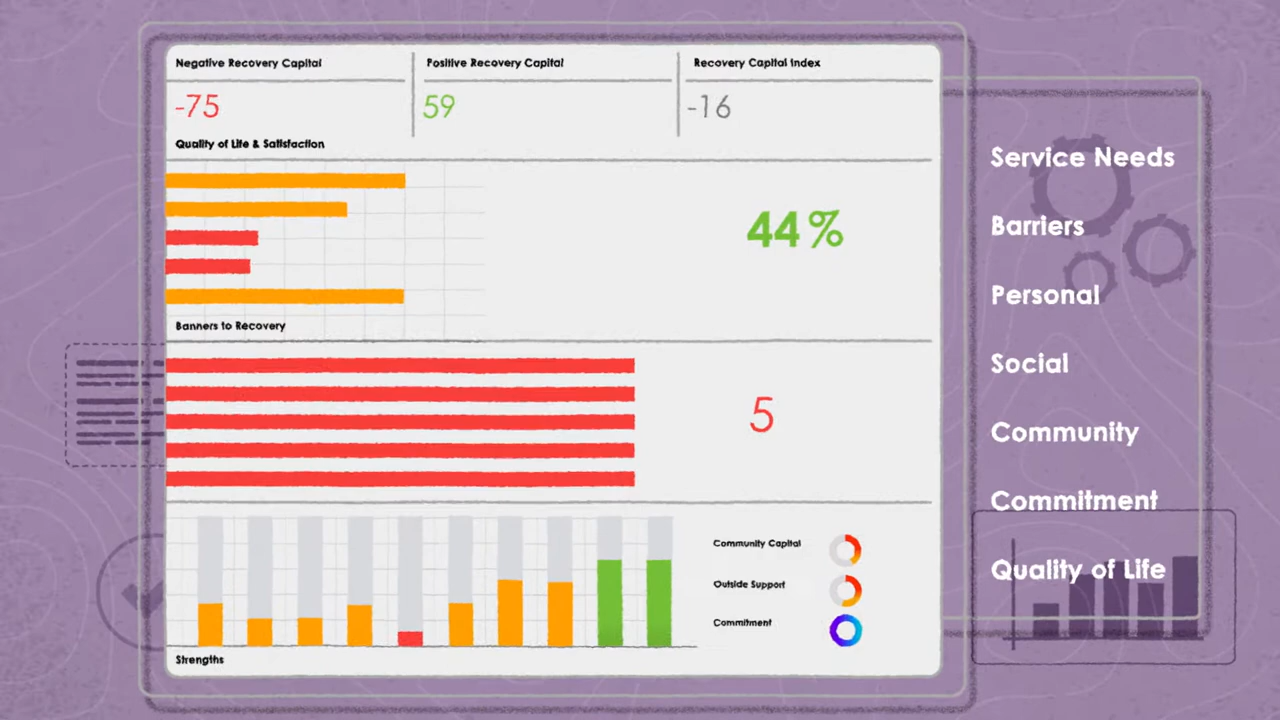 Negative Recovery Capital
Positive Recovery Capital
Recovery Capital Index
-75
59
-16
Quality of Life & Satisfaction
44%
Banners to Recovery
5
Community Capital
Outside Support
Commitment
Strengths
Service Needs
Barriers
Personal
Social
Community
Commitment
Quality of Life